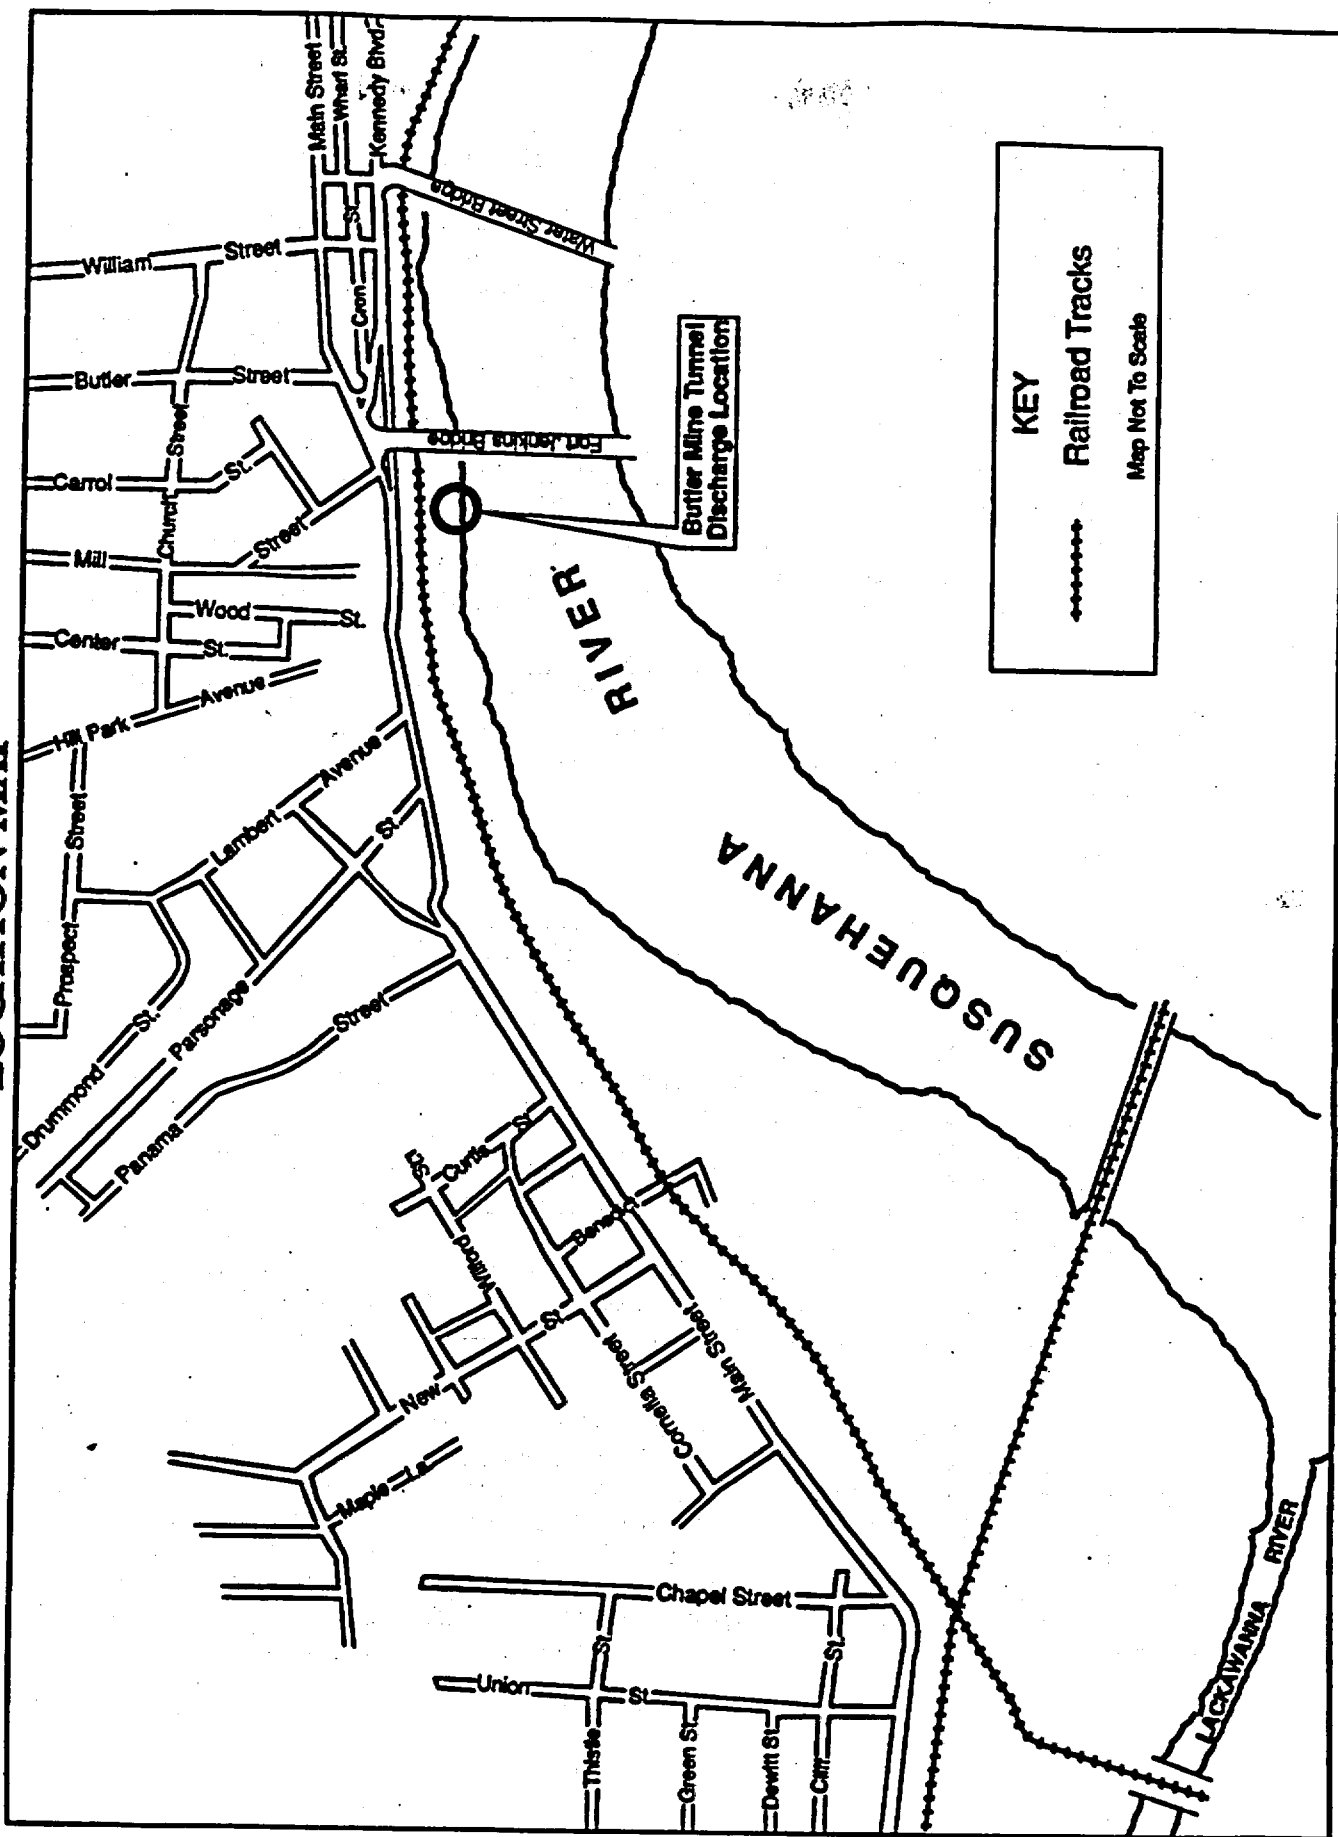 LOCATION MAP
Main Street
Wharf St.
Kennedy Blvd.
William Street
Cron St.
Water Street Bridge
Butler Street
Church Street
Carrol St.
Fort Jenkins Bridge
Butler Mine Tunnel
Discharge Location
Mill Street
Wood St.
Center St.
Hill Park Avenue
Prospect Street
Lambert Avenue
E. Drummond St.
Parsonage St.
Panama Street
SUSQUEHANNA RIVER
Curtis St.
Wilford St.
New St.
Cornelia Street
Main Street
Maple La.
Chapel Street
Union St.
Thistle St.
Green St.
Dewitt St.
Cliff St.
LACKAWANNA RIVER
KEY
Railroad Tracks
Map Not To Scale